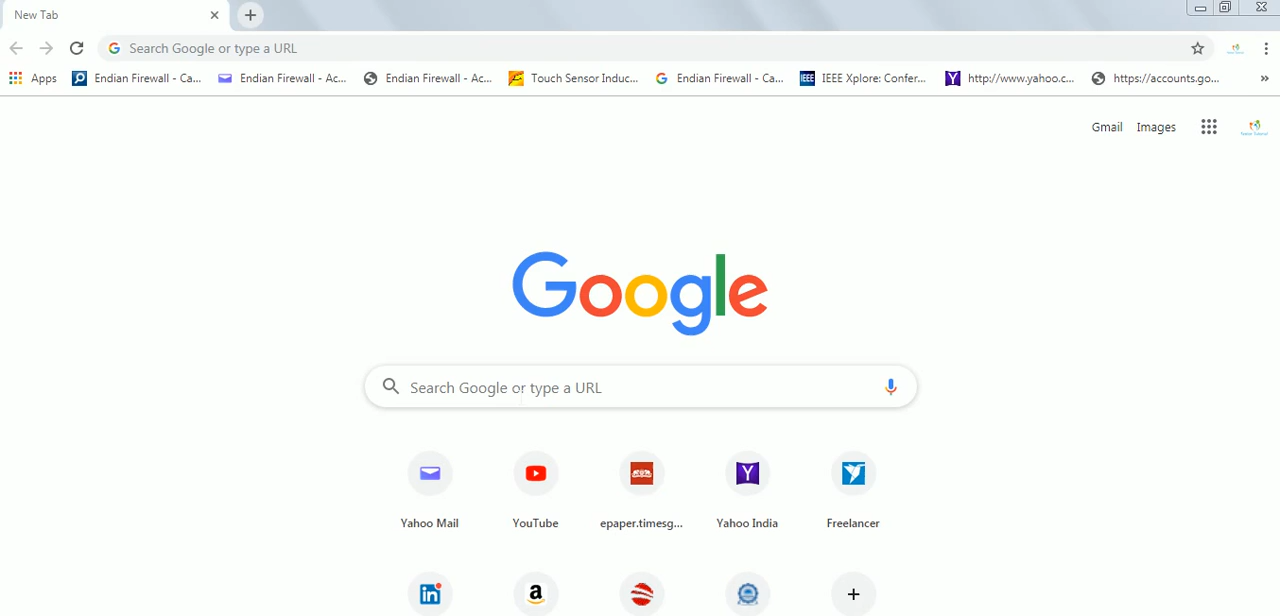 New Tab
Search Google or type a URL
Apps
Endian Firewall - Ca...
Endian Firewall - Ac...
Endian Firewall - Ac...
Touch Sensor Induc...
Endian Firewall - Ca...
IEEE
IEEE Xplore: Confer...
Y
http://www.yahoo.c...
https://accounts.go...
»
Gmail
Images
Google
Search Google or type a URL
Y
Yahoo Mail
YouTube
epaper.timesg...
Yahoo India
Freelancer
in
a